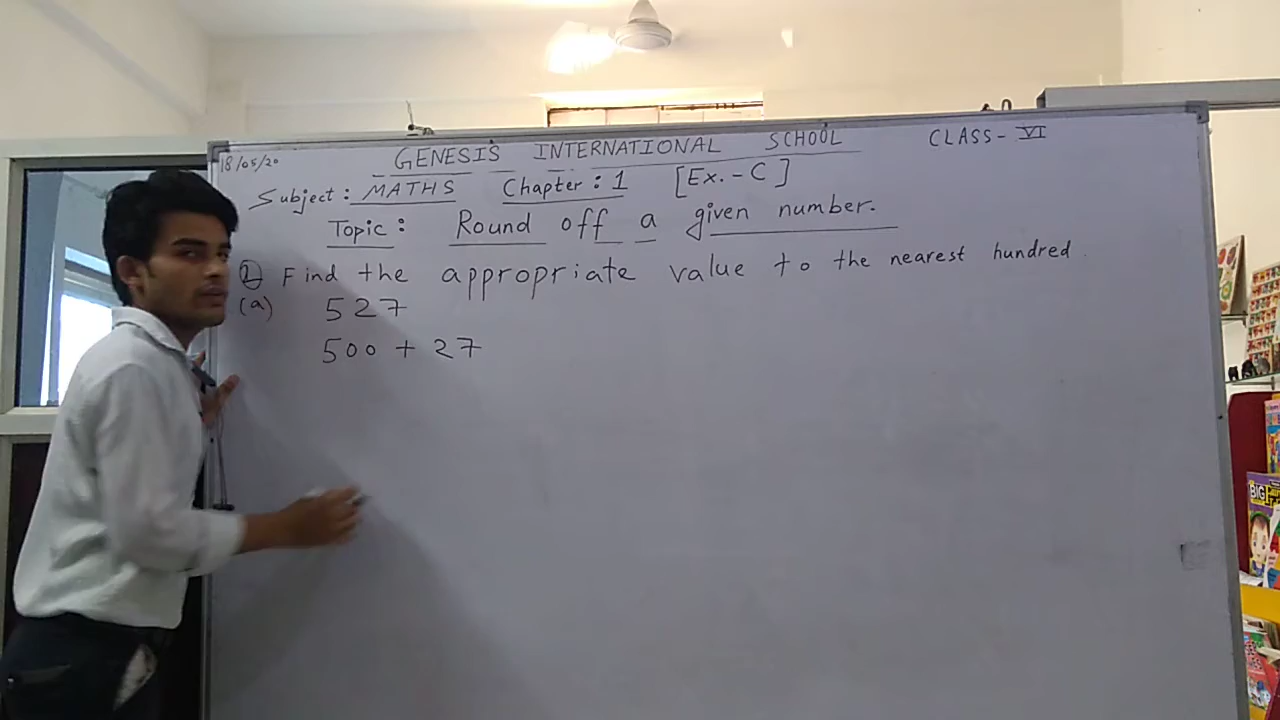 18/05/20
GENESIS INTERNATIONAL SCHOOL CLASS-VI
Subject: MATHS Chapter: 1 [Ex.-C]
Topic: Round off a given number.
Find the appropriate value to the nearest hundred.
(a) 527
500 + 27
BIG